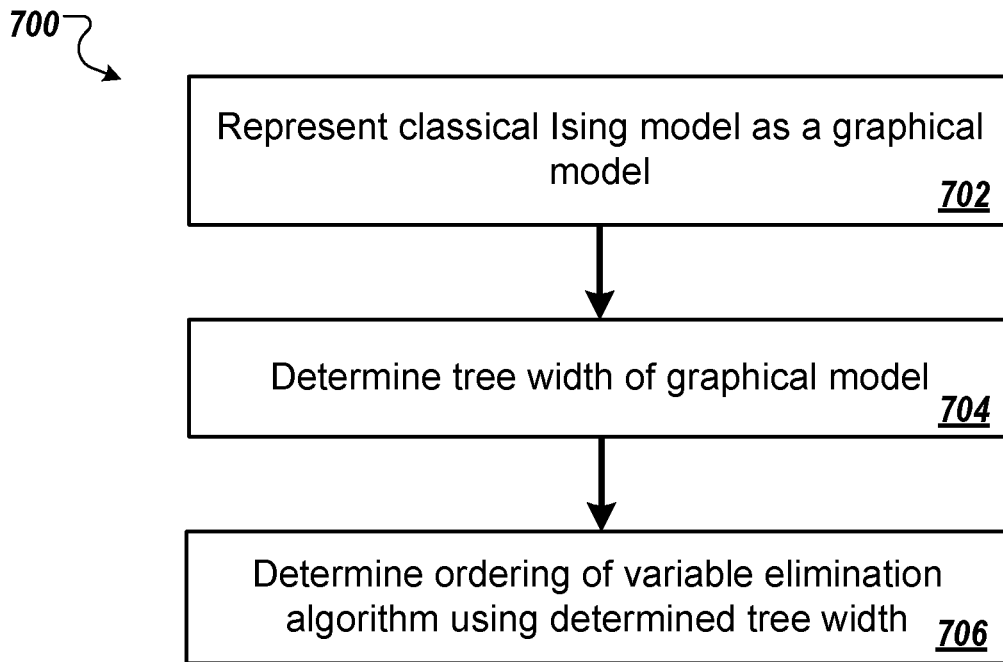 700
Represent classical Ising model as a graphical
model
702
Determine tree width of graphical model
704
Determine ordering of variable elimination
algorithm using determined tree width
706